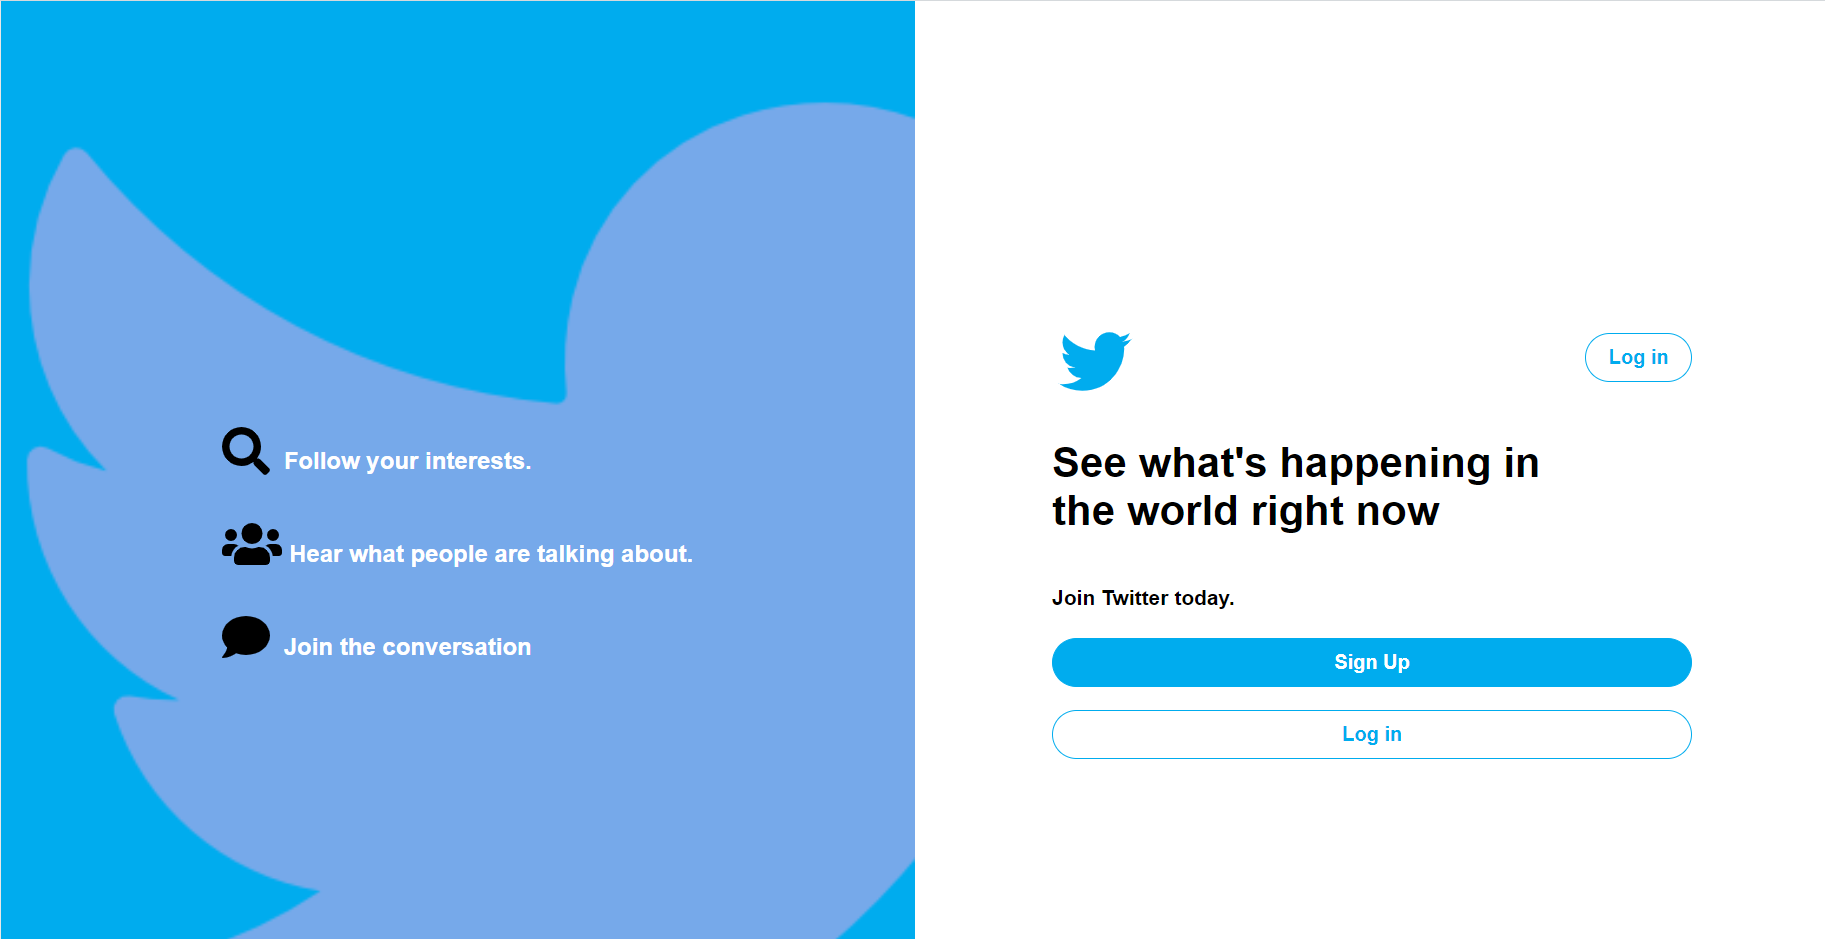 Follow your interests.
Hear what people are talking about.
Join the conversation
Log in
See what's happening in
the world right now
Join Twitter today.
Sign Up
Log in